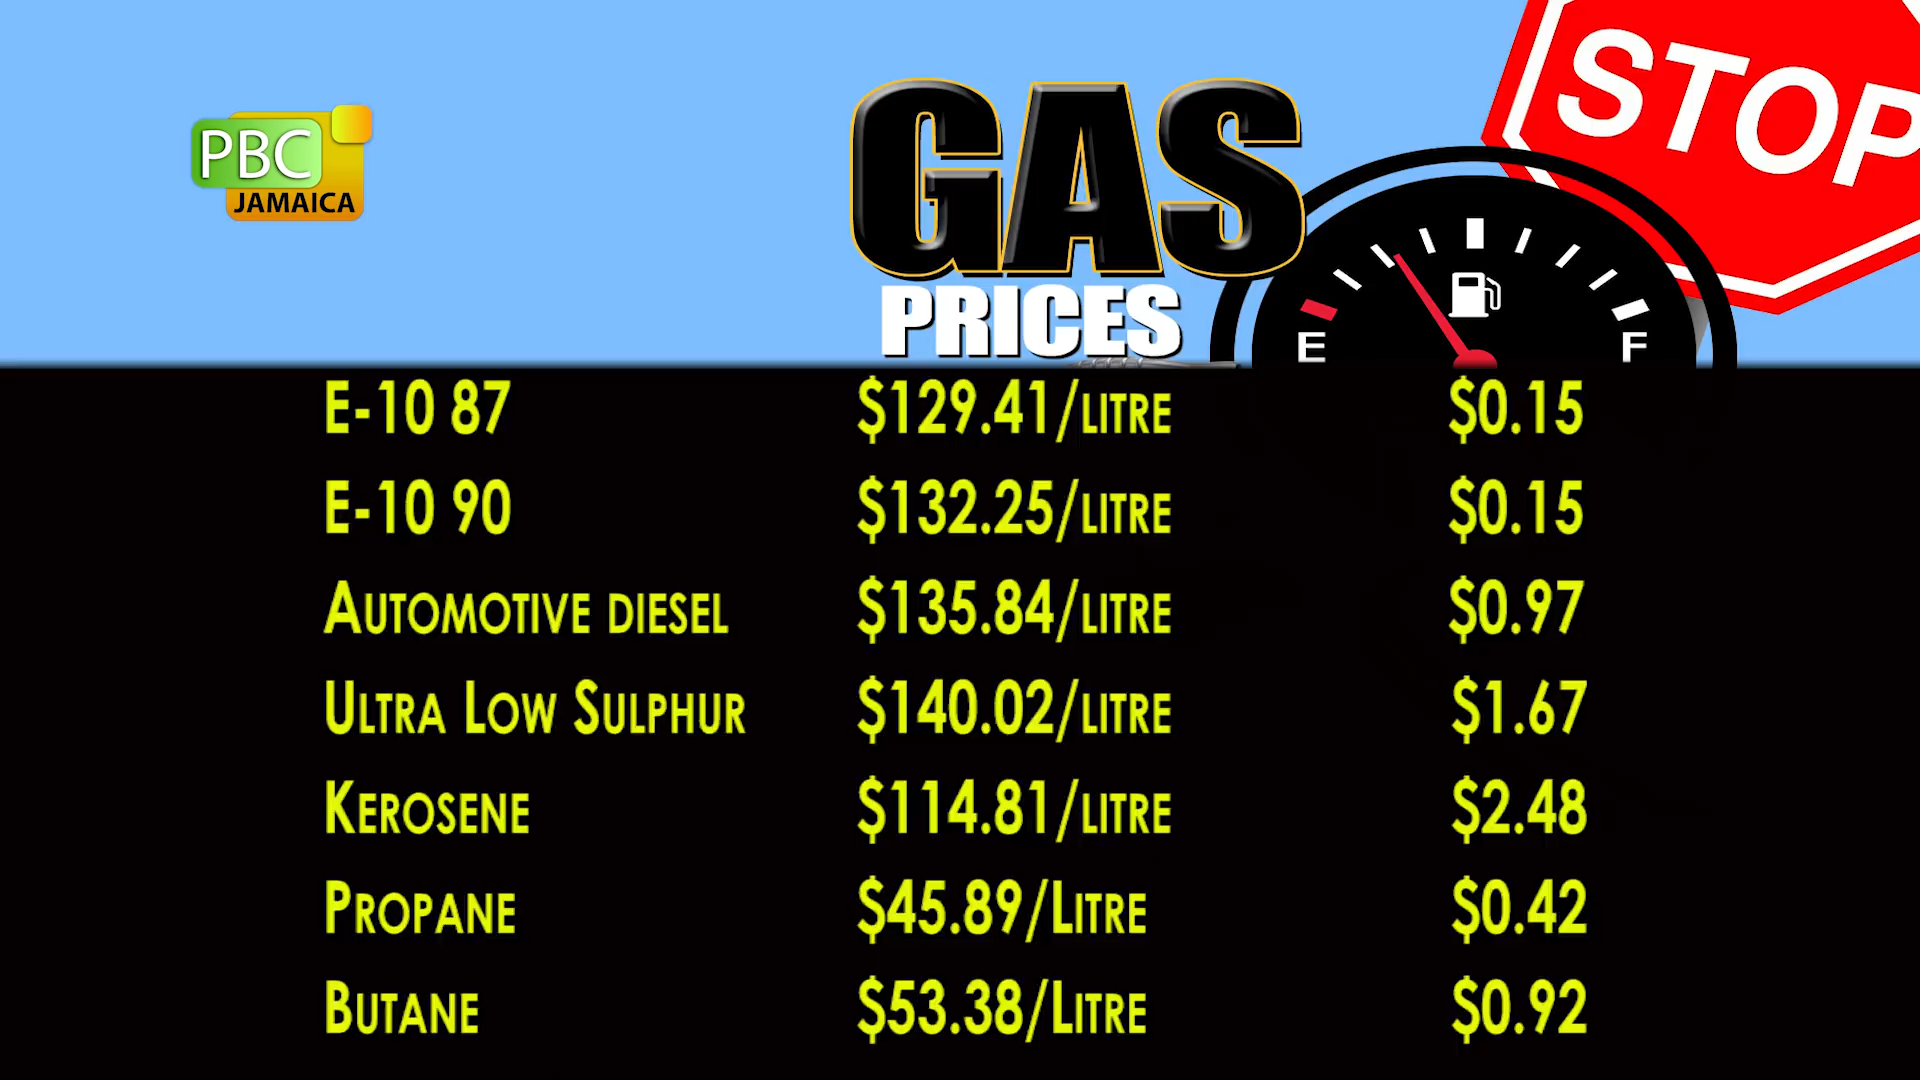 STOP
PBC
JAMAICA
GAS
PRICES
E
F
E-10 87 $129.41/LITRE $0.15
E-10 90 $132.25/LITRE $0.15
AUTOMOTIVE DIESEL $135.84/LITRE $0.97
ULTRA LOW SULPHUR $140.02/LITRE $1.67
KEROSENE $114.81/LITRE $2.48
PROPANE $45.89/LITRE $0.42
BUTANE $53.38/LITRE $0.92